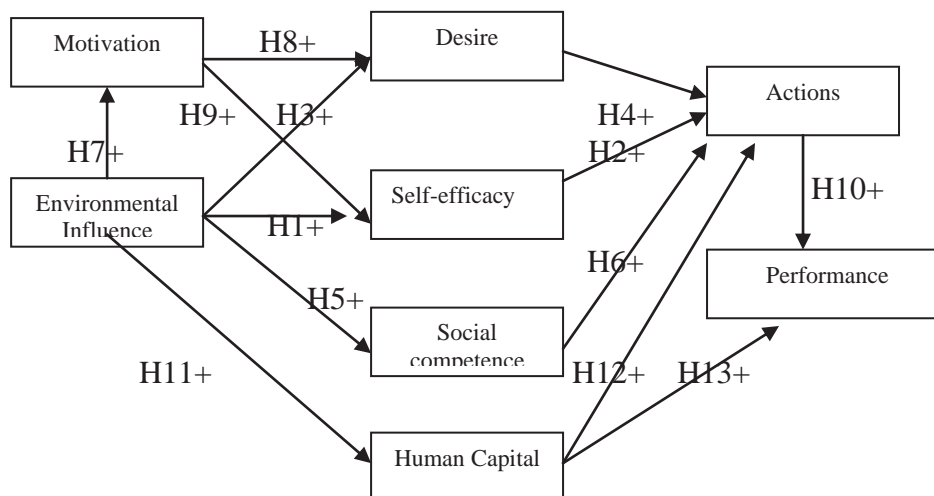 Motivation
H8+
Desire
Actions
H9+
H3+
H4+
H7+
H2+
Environmental
Influence
H1+
Self-efficacy
H10+
H5+
H6+
Performance
Social
competence
H11+
H12+
H13+
Human Capital